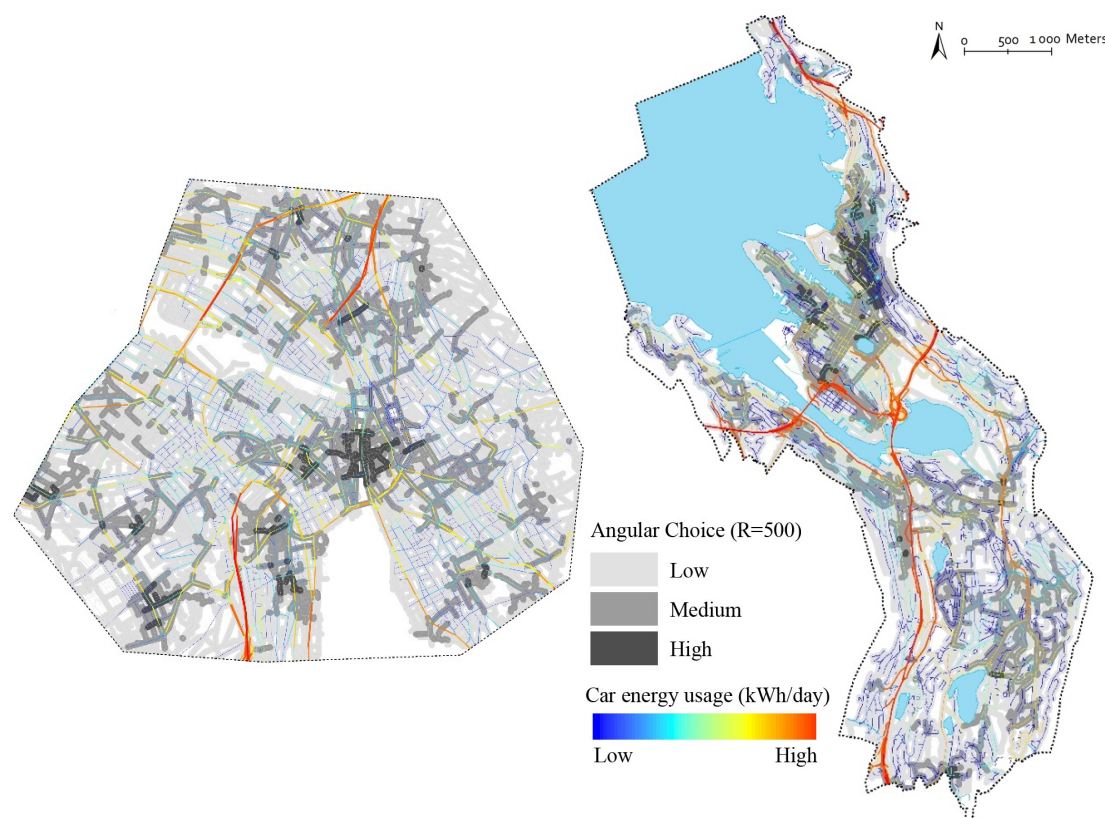 N
0 500 1 000 Meters
Angular Choice (R=500)
Low
Medium
High
Car energy usage (kWh/day)
Low High